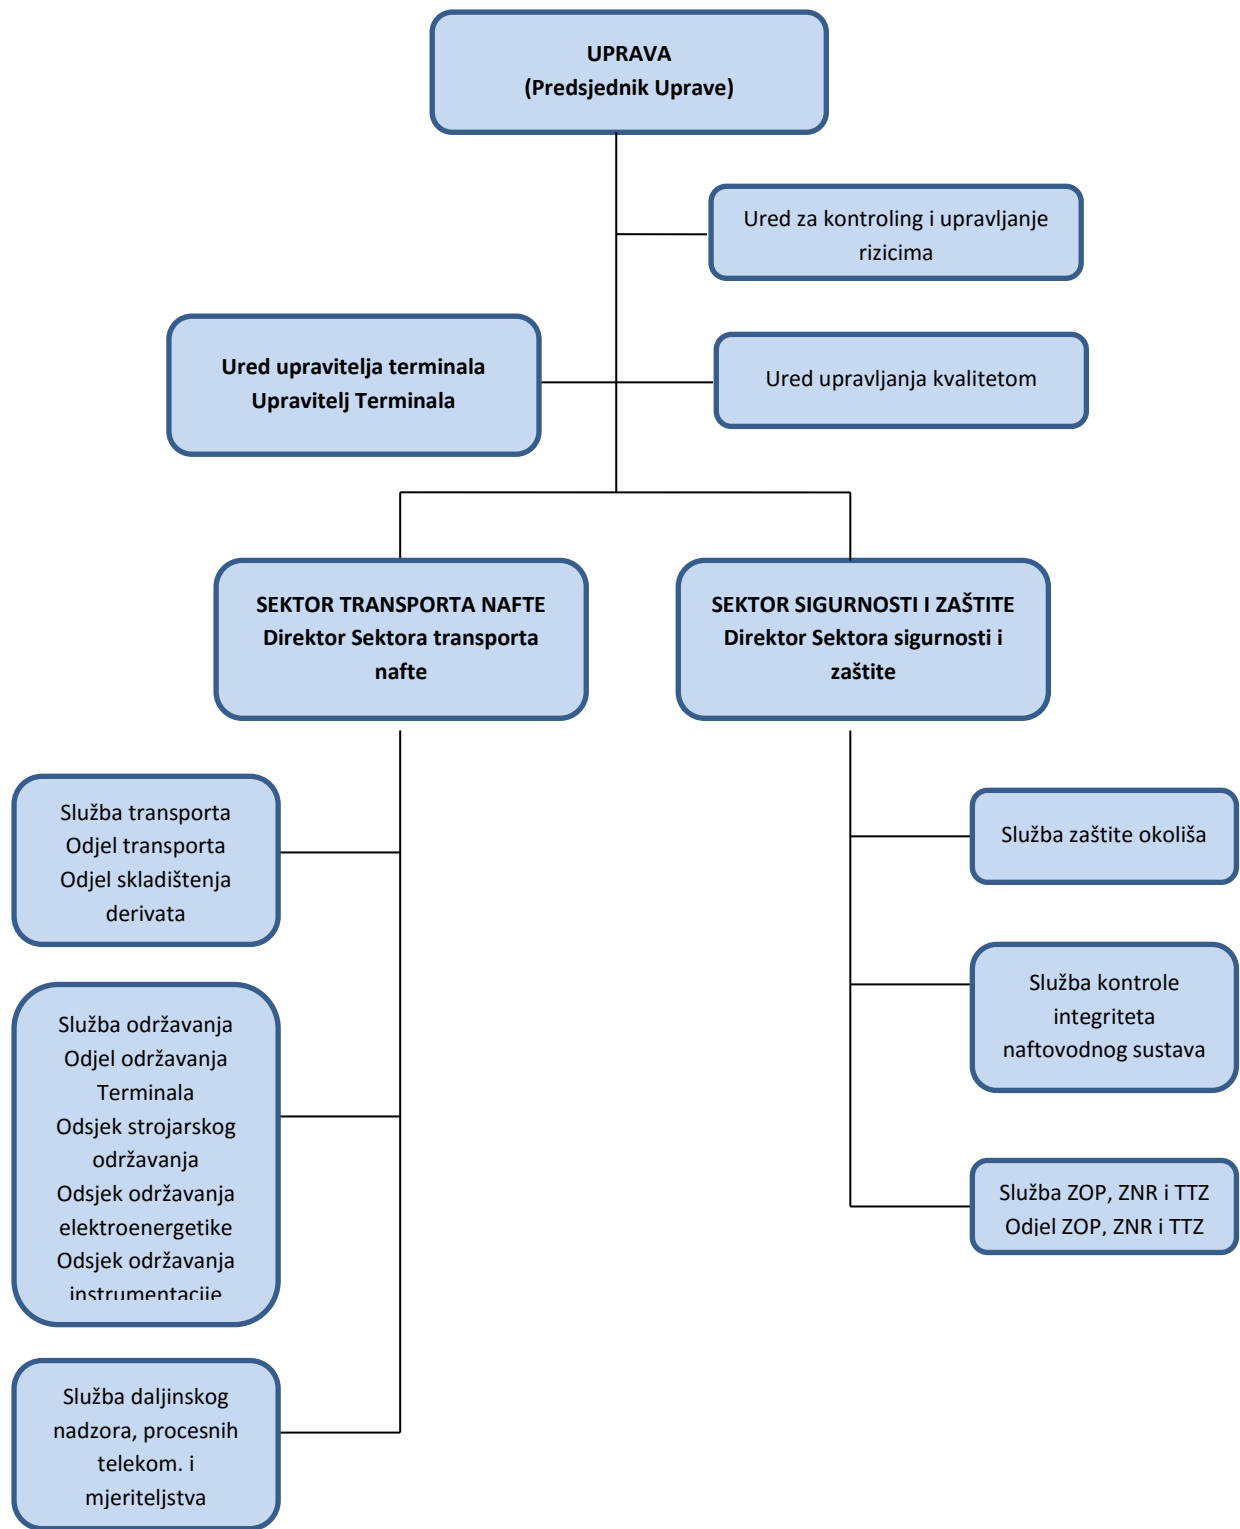 UPRAVA
(Predsjednik Uprave)
Ured za kontroling i upravljanje
rizicima
Ured upravitelja terminala
Upravitelj Terminala
Ured upravljanja kvalitetom
SEKTOR TRANSPORTA NAFTE
Direktor Sektora transporta
nafte
SEKTOR SIGURNOSTI I ZAŠTITE
Direktor Sektora sigurnosti i
zaštite
Služba transporta
Odjel transporta
Odjel skladištenja
derivata
Služba održavanja
Odjel održavanja
Terminala
Odsjek strojarskog
održavanja
Odsjek održavanja
elektroenergetike
Odsjek održavanja
instrumentacije
Služba daljinskog
nadzora, procesnih
telekom. i
mjeriteljstva
Služba zaštite okoliša
Služba kontrole
integriteta
naftovodnog sustava
Služba ZOP, ZNR i TTZ
Odjel ZOP, ZNR i TTZ